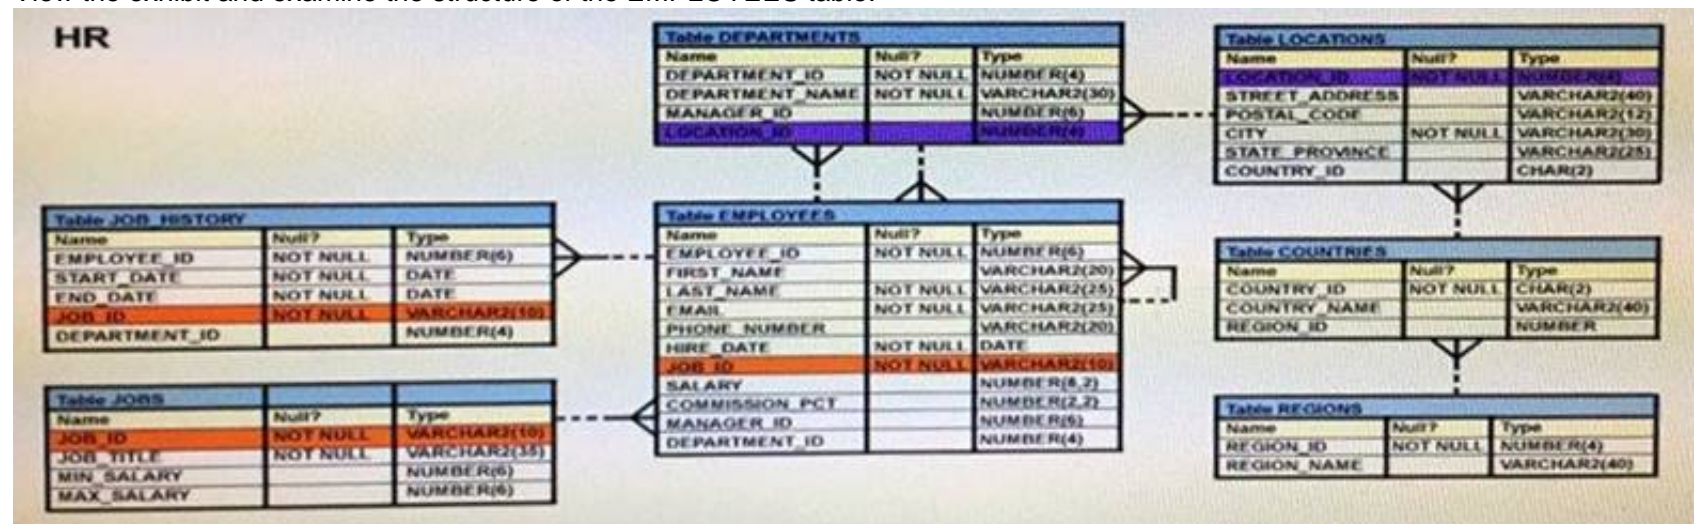 View the exhibit and examine the structure of the EMPLOYEES table.
HR
Table DEPARTMENTS
Name Null? Type
DEPARTMENT_ID NOT NULL NUMBER(4)
DEPARTMENT_NAME NOT NULL VARCHAR2(30)
MANAGER_ID NUMBER(6)
LOCATION_ID NUMBER(4)
Table LOCATIONS
Name Null? Type
LOCATION_ID NOT NULL NUMBER(4)
STREET_ADDRESS VARCHAR2(40)
POSTAL_CODE VARCHAR2(12)
CITY NOT NULL VARCHAR2(30)
STATE_PROVINCE VARCHAR2(25)
COUNTRY_ID CHAR(2)
Table JOB_HISTORY
Name Null? Type
EMPLOYEE_ID NOT NULL NUMBER(6)
START_DATE NOT NULL DATE
END_DATE NOT NULL DATE
JOB_ID NOT NULL VARCHAR2(10)
DEPARTMENT_ID NUMBER(4)
Table EMPLOYEES
Name Null? Type
EMPLOYEE_ID NOT NULL NUMBER(6)
FIRST_NAME VARCHAR2(20)
LAST_NAME NOT NULL VARCHAR2(25)
EMAIL NOT NULL VARCHAR2(25)
PHONE_NUMBER VARCHAR2(20)
HIRE_DATE NOT NULL DATE
JOB_ID NOT NULL VARCHAR2(10)
SALARY NUMBER(8,2)
COMMISSION_PCT NUMBER(2,2)
MANAGER_ID NUMBER(6)
DEPARTMENT_ID NUMBER(4)
Table COUNTRIES
Name Null? Type
COUNTRY_ID NOT NULL CHAR(2)
COUNTRY_NAME VARCHAR2(40)
REGION_ID NUMBER
Table JOBS
Name Null? Type
JOB_ID NOT NULL VARCHAR2(10)
JOB_TITLE NOT NULL VARCHAR2(35)
MIN_SALARY NUMBER(6)
MAX_SALARY NUMBER(6)
Table REGIONS
Name Null? Type
REGION_ID NOT NULL NUMBER(4)
REGION_NAME VARCHAR2(40)